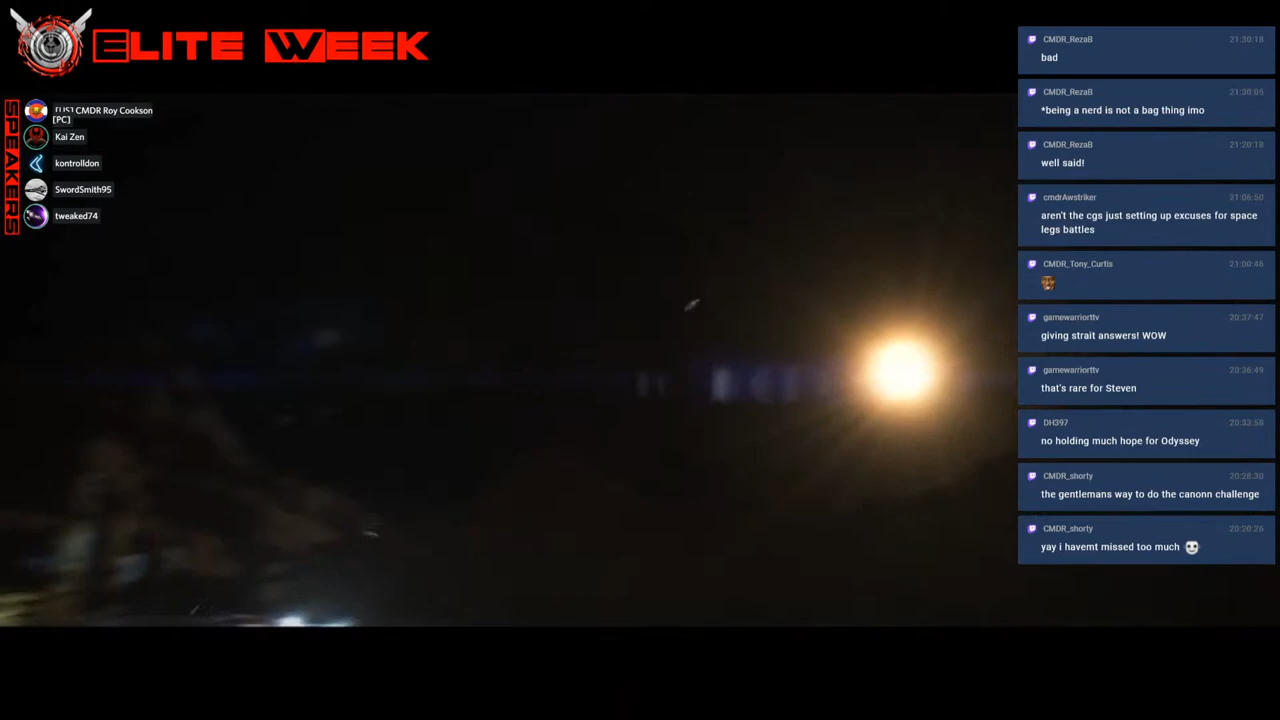 Elite Week
SPEAKERS
[US] CMDR Roy Cookson
[PC]
Kai Zen
kontrolldon
SwordSmith95
tweaked74
CMDR_RezaB 21:30:18
bad
CMDR_RezaB 21:30:05
*being a nerd is not a bag thing imo
CMDR_RezaB 21:20:18
well said!
cmdrAwstriker 21:06:50
aren't the cgs just setting up excuses for space
legs battles
CMDR_Tony_Curtis 21:00:46
gamewarriorttv 20:37:47
giving strait answers! WOW
gamewarriorttv 20:36:49
that's rare for Steven
DH397 20:33:58
no holding much hope for Odyssey
CMDR_shorty 20:28:30
the gentlemans way to do the canonn challenge
CMDR_shorty 20:20:26
yay i havemt missed too much